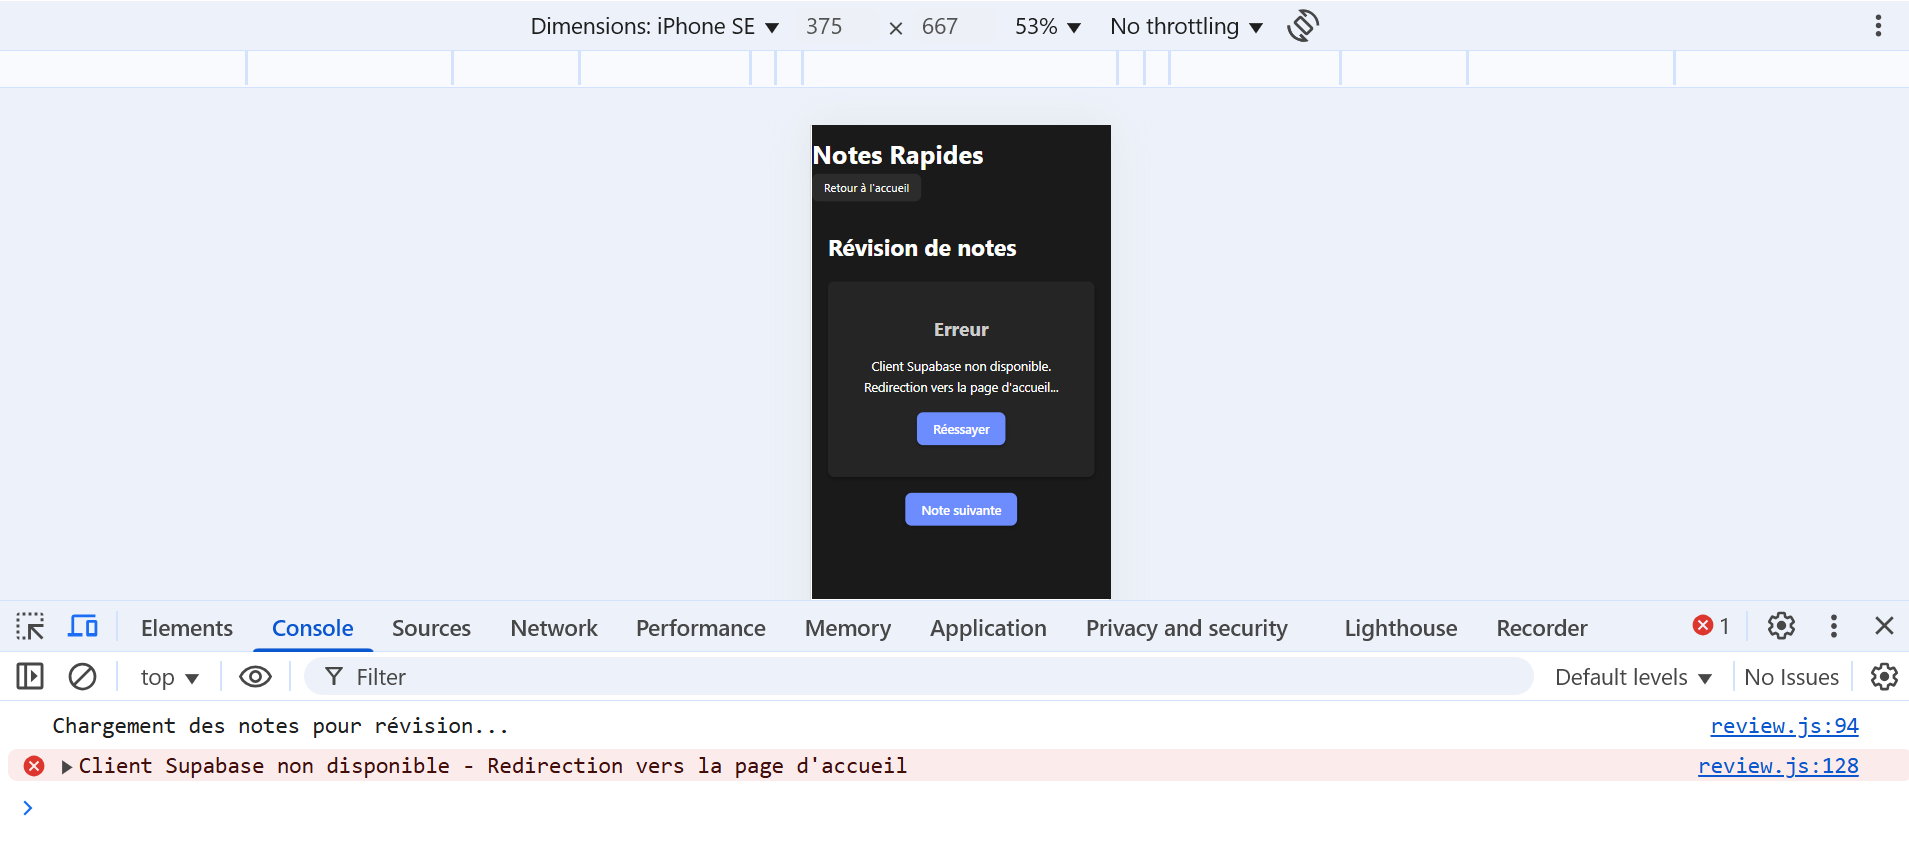 Dimensions: iPhone SE ▼ 375 × 667 53% ▼ No throttling ▼
Notes Rapides
Retour à l'accueil
Révision de notes
Erreur
Client Supabase non disponible.
Redirection vers la page d'accueil...
Réessayer
Note suivante
Elements Console Sources Network Performance Memory Application Privacy and security Lighthouse Recorder 1
top ▼ Filter Default levels ▼ No Issues
Chargement des notes pour révision... review.js:94
Client Supabase non disponible - Redirection vers la page d'accueil review.js:128